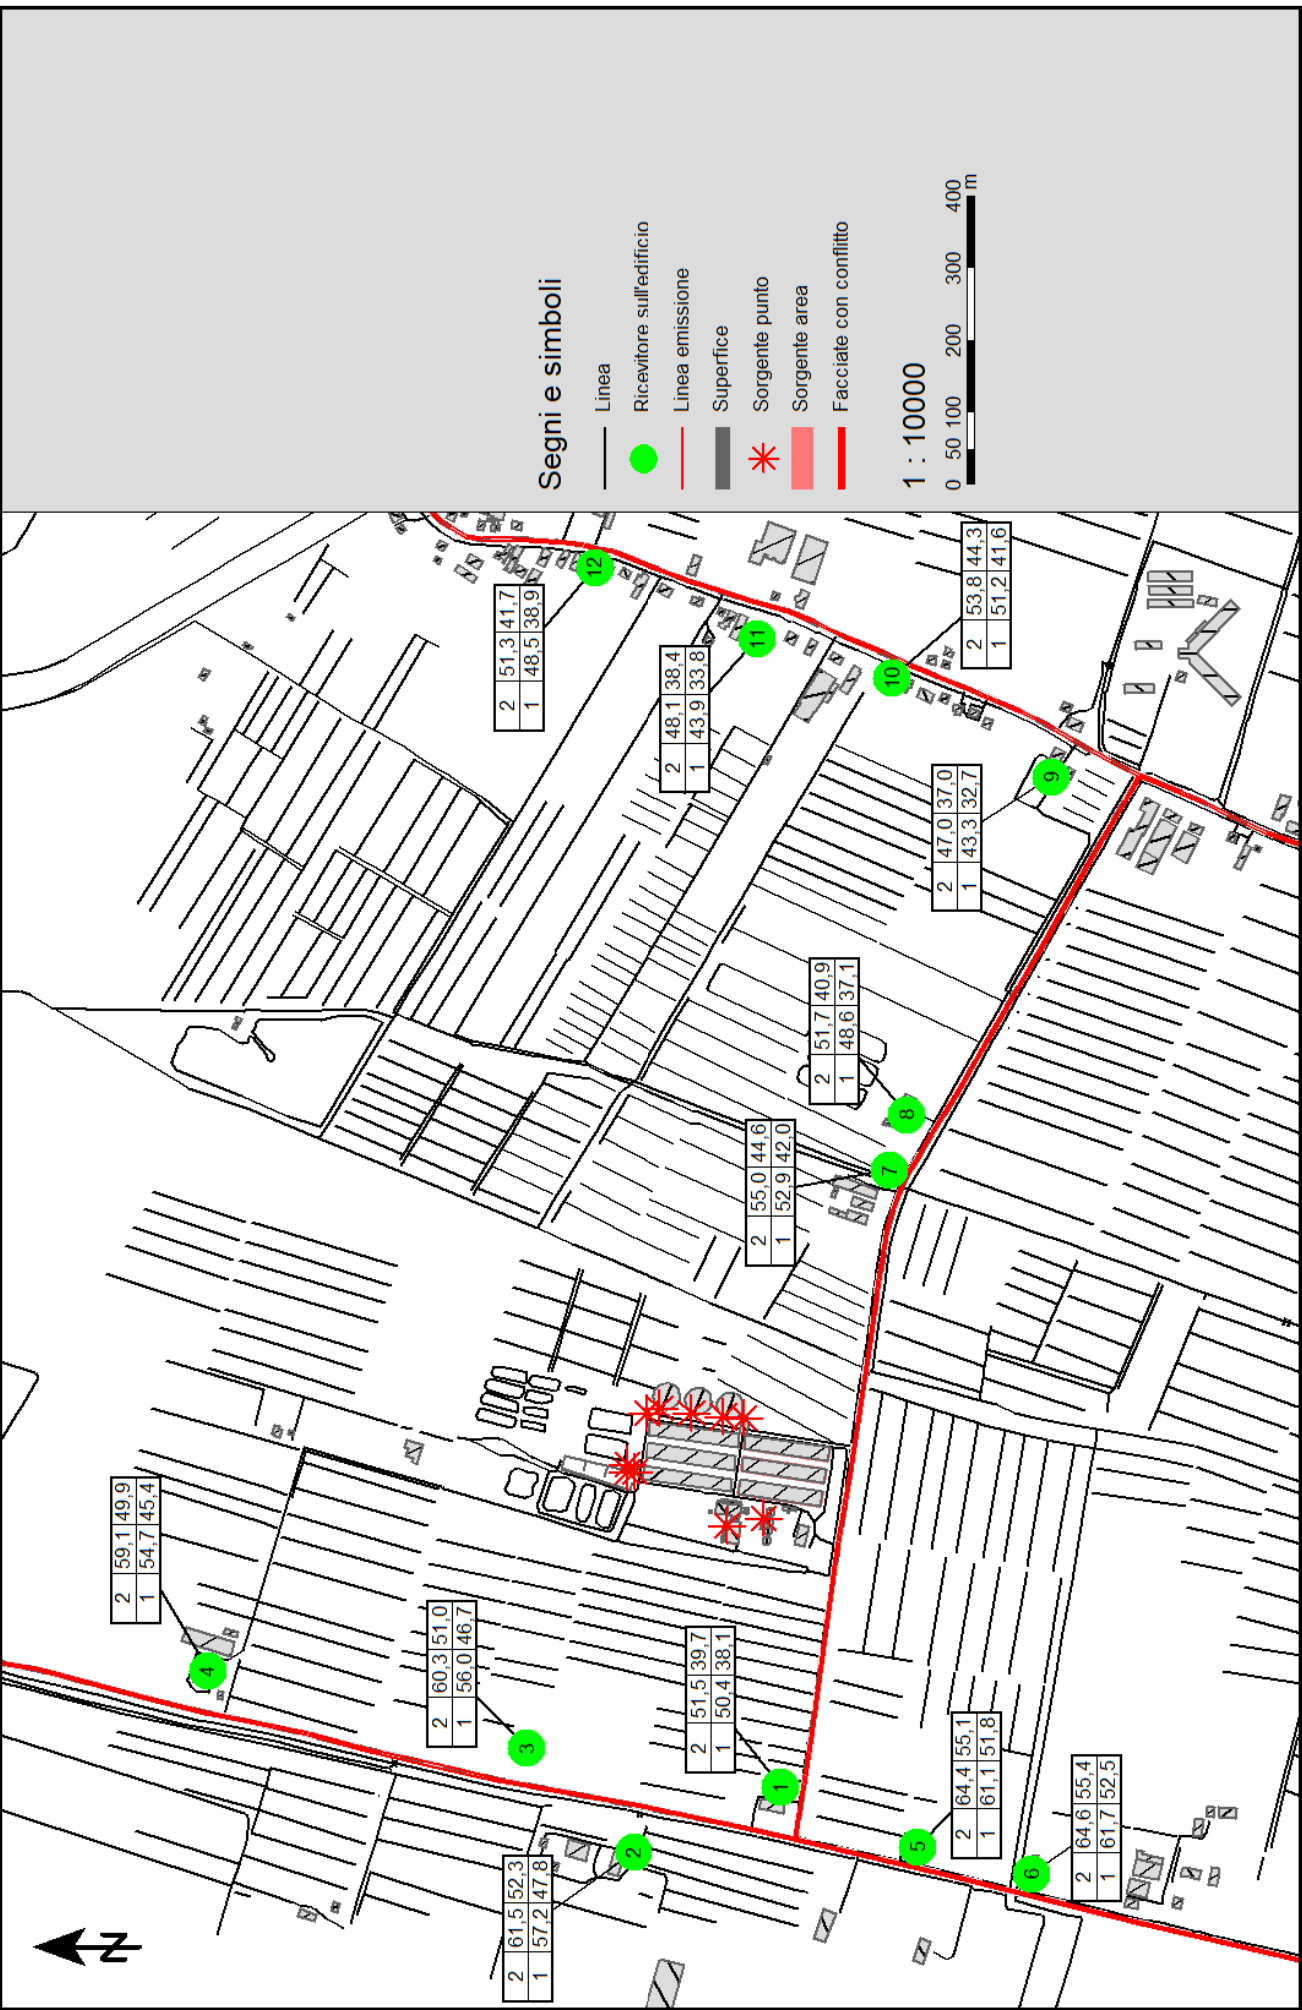 Segni e simboli
Linea
Ricevitore sull'edificio
Linea emissione
Superfice
Sorgente punto
Sorgente area
Facciate con conflitto
1 : 10000
0 50 100 200 300 400
m
N
4
2 59,1 49,9
1 54,7 45,4
3
2 60,3 51,0
1 56,0 46,7
2
2 61,5 52,3
1 57,2 47,8
1
2 51,5 39,7
1 50,4 38,1
5
2 64,4 55,1
1 61,1 51,8
6
2 64,6 55,4
1 61,7 52,5
7
2 55,0 44,6
1 52,9 42,0
8
2 51,7 40,9
1 48,6 37,1
9
2 47,0 37,0
1 43,3 32,7
10
2 53,8 44,3
1 51,2 41,6
11
2 48,1 38,4
1 43,9 33,8
12
2 51,3 41,7
1 48,5 38,9